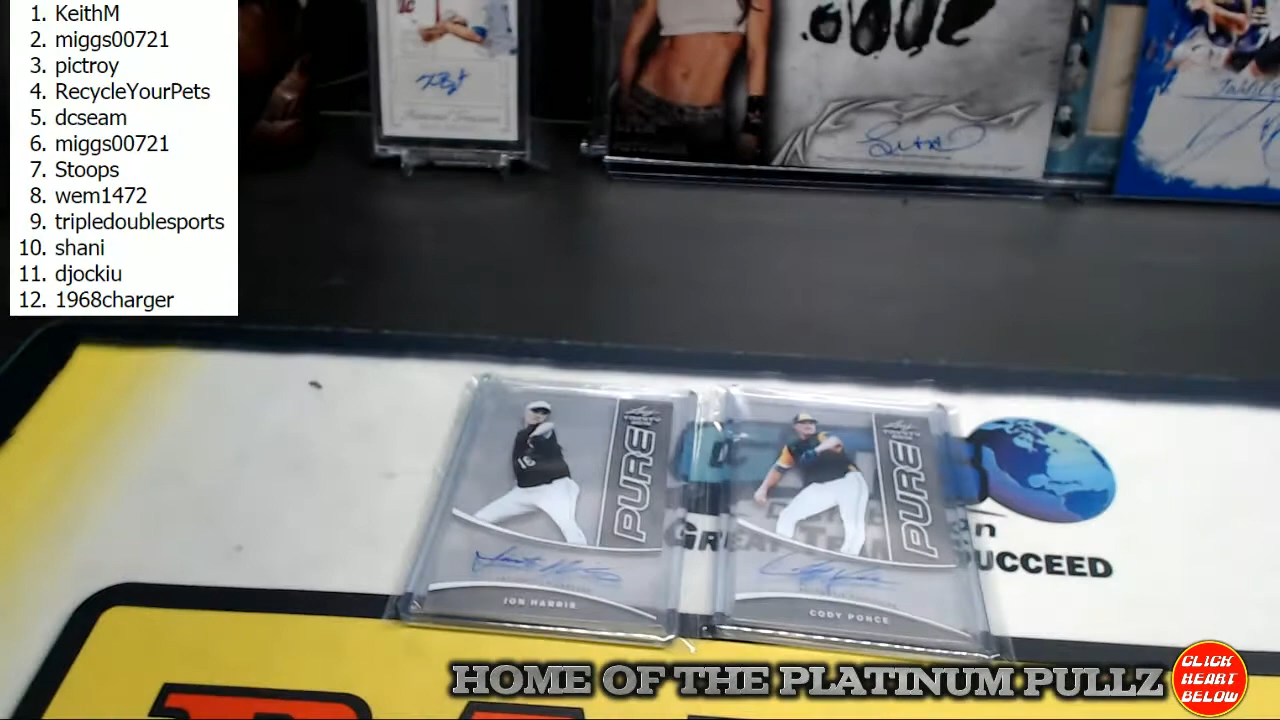 1. KeithM
2. miggs00721
3. pictroy
4. RecycleYourPets
5. dcseam
6. miggs00721
7. Stoops
8. wem1472
9. tripledoublesports
10. shani
11. djockiu
12. 1968charger
PURE
JON HARRIS
PURE
CODY PONCE
GREAT
SUCCEED
HOME OF THE PLATINUM PULLZ
CLICK
HEART
BELOW